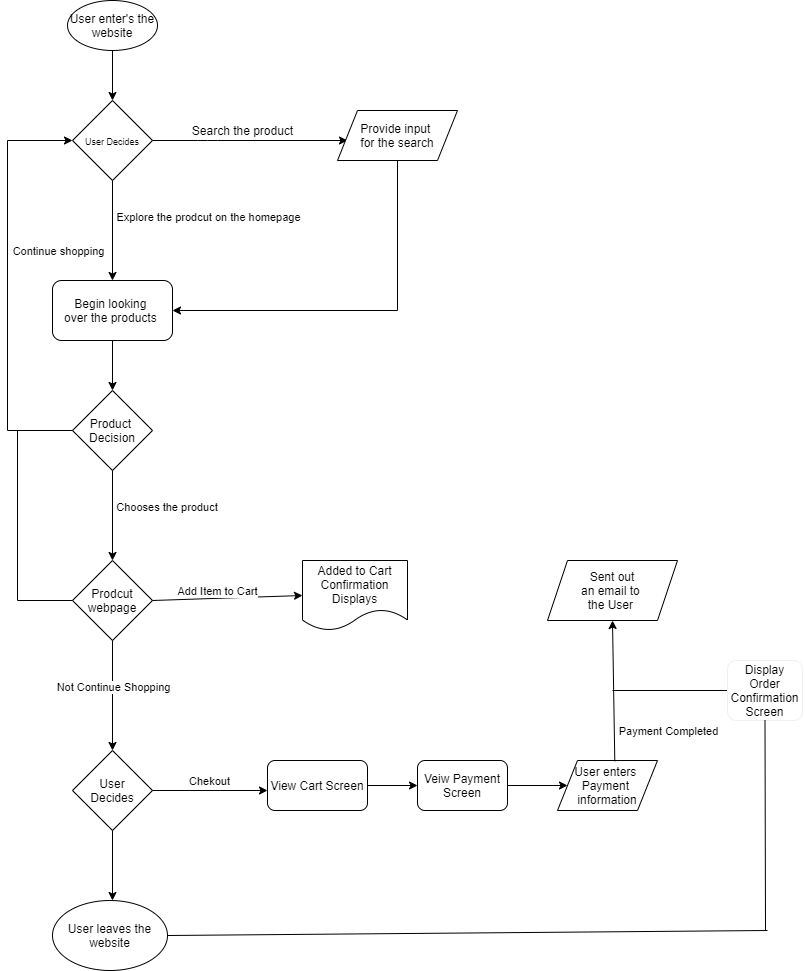 User enter's the
website
User Decides
Search the product
Provide input
for the search
Explore the prodcut on the homepage
Continue shopping
Begin looking
over the products
Product
Decision
Chooses the product
Prodcut
webpage
Add Item to Cart
Added to Cart
Confirmation
Displays
Sent out
an email to
the User
Not Continue Shopping
Display
Order
Confirmation
Screen
Payment Completed
User
Decides
Chekout
View Cart Screen
Veiw Payment
Screen
User enters
Payment
information
User leaves the
website